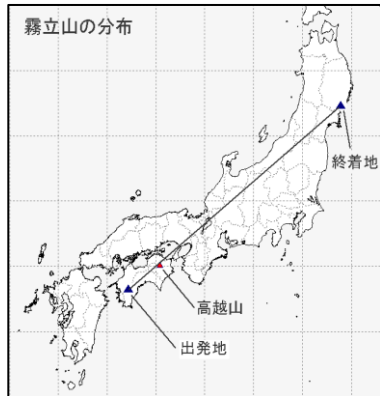 霧立山の分布
終着地
高越山
出発地